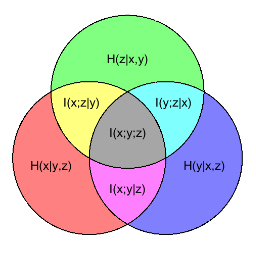 H(z|x,y)
I(x;z|y)
I(y;z|x)
I(x;y;z)
H(x|y,z)
H(y|x,z)
I(x;y|z)